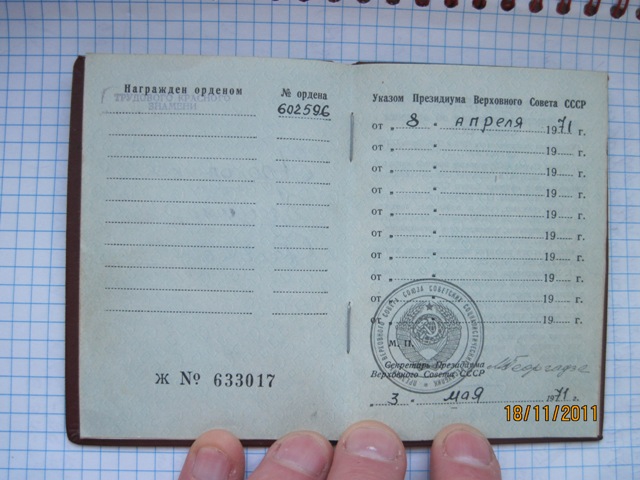 Награжден орденом
№ ордена
ТРУДОВОГО КРАСНОГО
ЗНАМЕНИ
602596
Ж № 633017
Указом Президиума Верховного Совета СССР
от „ 8 “ апреля 1971 г.
от „ “ 19 г.
от „ “ 19 г.
от „ “ 19 г.
от „ “ 19 г.
от „ “ 19 г.
от „ “ 19 г.
от „ “ 19 г.
от „ “ 19 г.
от „ “ 19 г.
М. П.
Секретарь Президиума
Верховного Совета СССР
„ 3 “ мая 1971 г.
18/11/2011